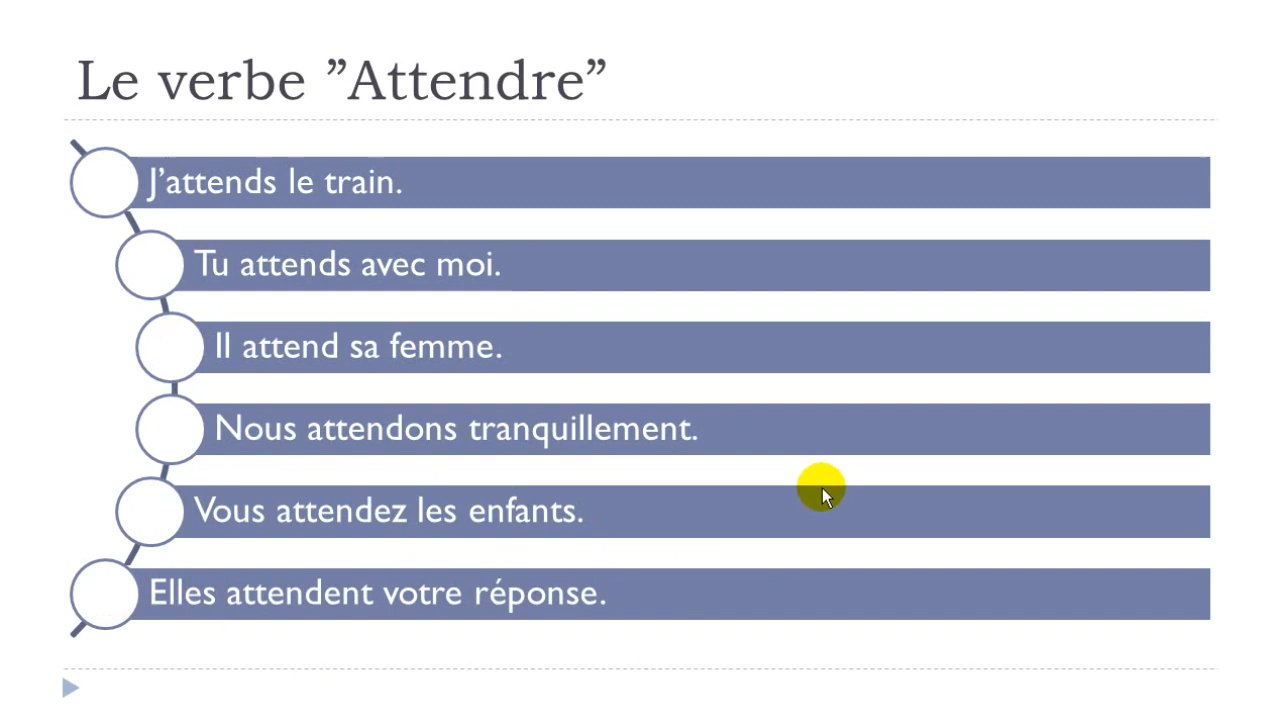 Le verbe ”Attendre”
J’attends le train.
Tu attends avec moi.
Il attend sa femme.
Nous attendons tranquillement.
Vous attendez les enfants.
Elles attendent votre réponse.